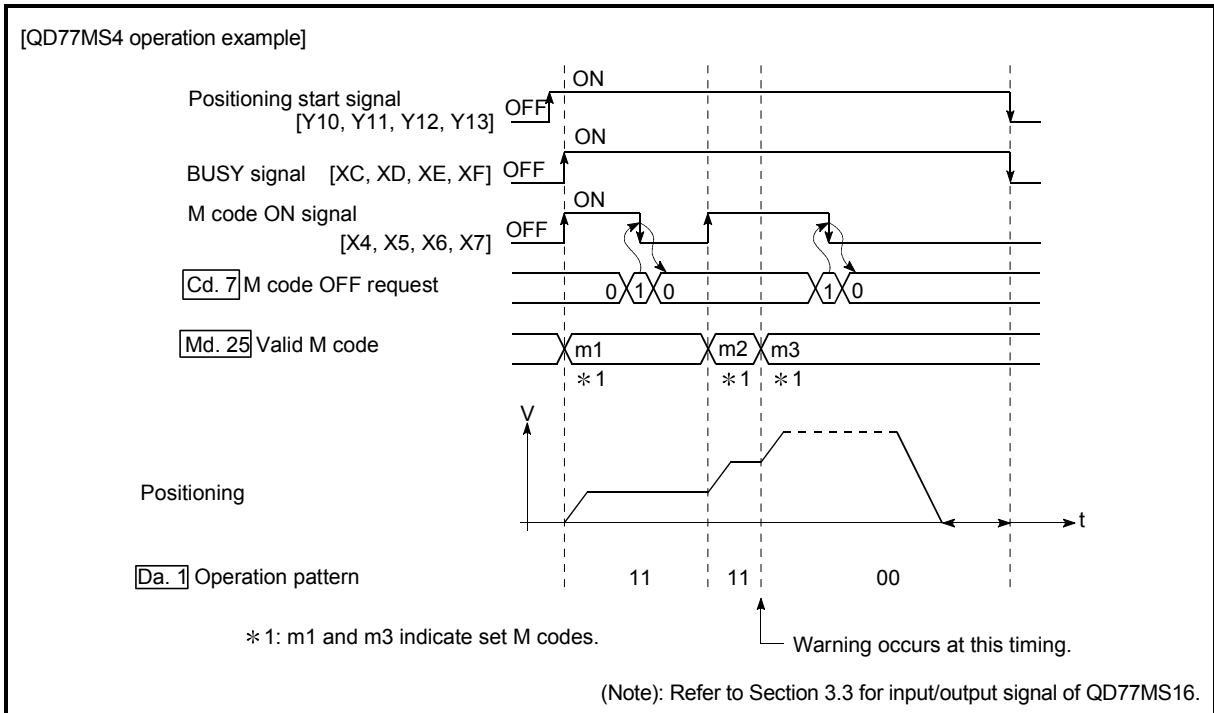 [QD77MS4 operation example]
ON
Positioning start signal
OFF
[Y10, Y11, Y12, Y13]
ON
BUSY signal [XC, XD, XE, XF] OFF
ON
M code ON signal
OFF
[X4, X5, X6, X7]
Cd. 7 M code OFF request 0 1 0 1 0
Md. 25 Valid M code m1 m2 m3
*1 *1 *1
V
Positioning
t
Da. 1 Operation pattern 11 11 00
*1: m1 and m3 indicate set M codes.
Warning occurs at this timing.
(Note): Refer to Section 3.3 for input/output signal of QD77MS16.